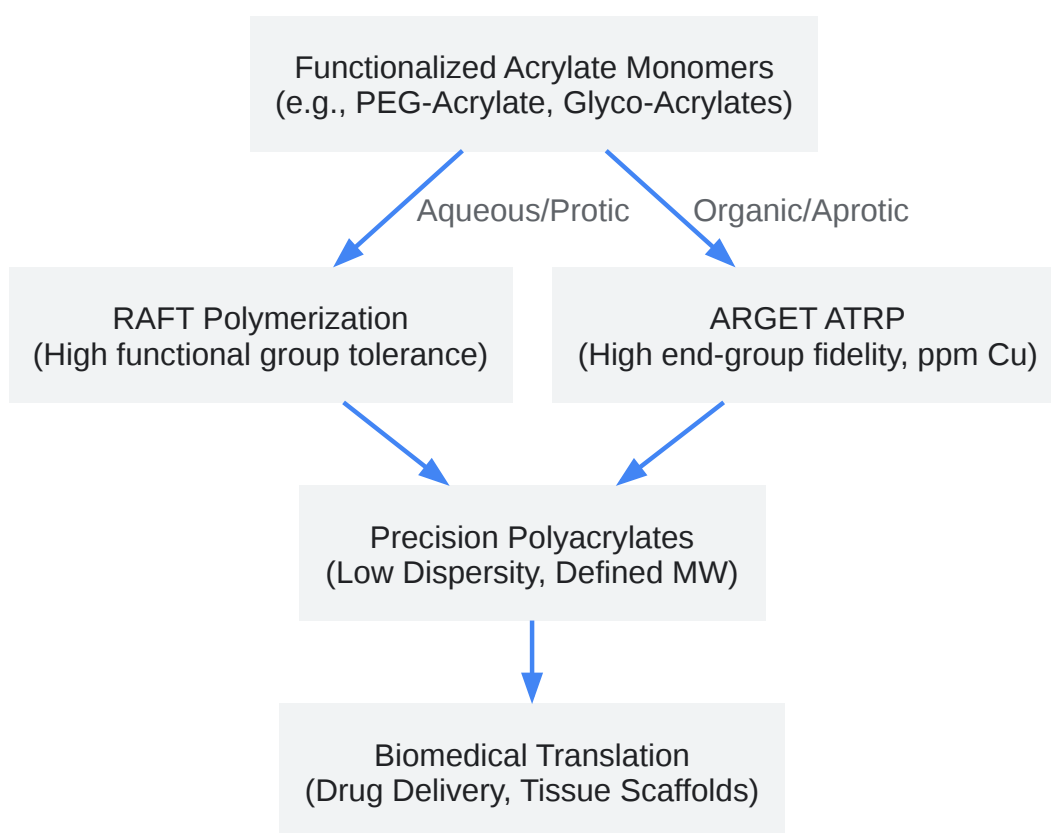 Functionalized Acrylate Monomers
(e.g., PEG-Acrylate, Glyco-Acrylates)
Aqueous/Protic
Organic/Aprotic
RAFT Polymerization
(High functional group tolerance)
ARGET ATRP
(High end-group fidelity, ppm Cu)
Precision Polyacrylates
(Low Dispersity, Defined MW)
Biomedical Translation
(Drug Delivery, Tissue Scaffolds)